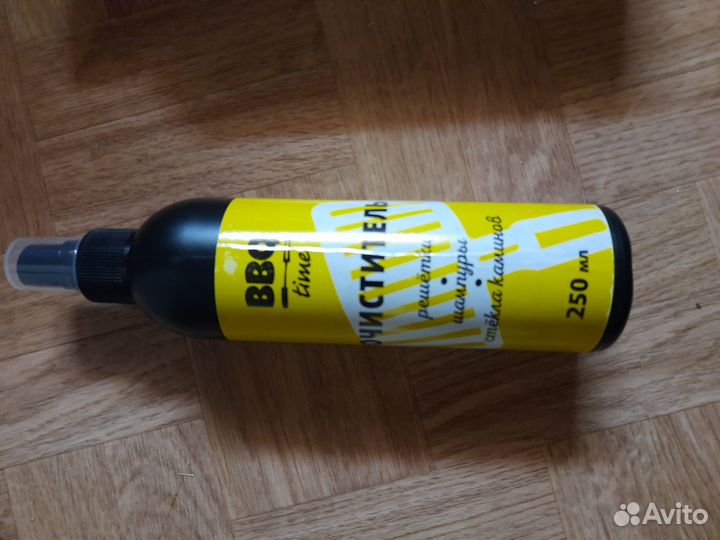 BBQ
time
ОЧИСТИТЕЛЬ
решётки
шампуры
стёкла каминов
250 мл
Avito